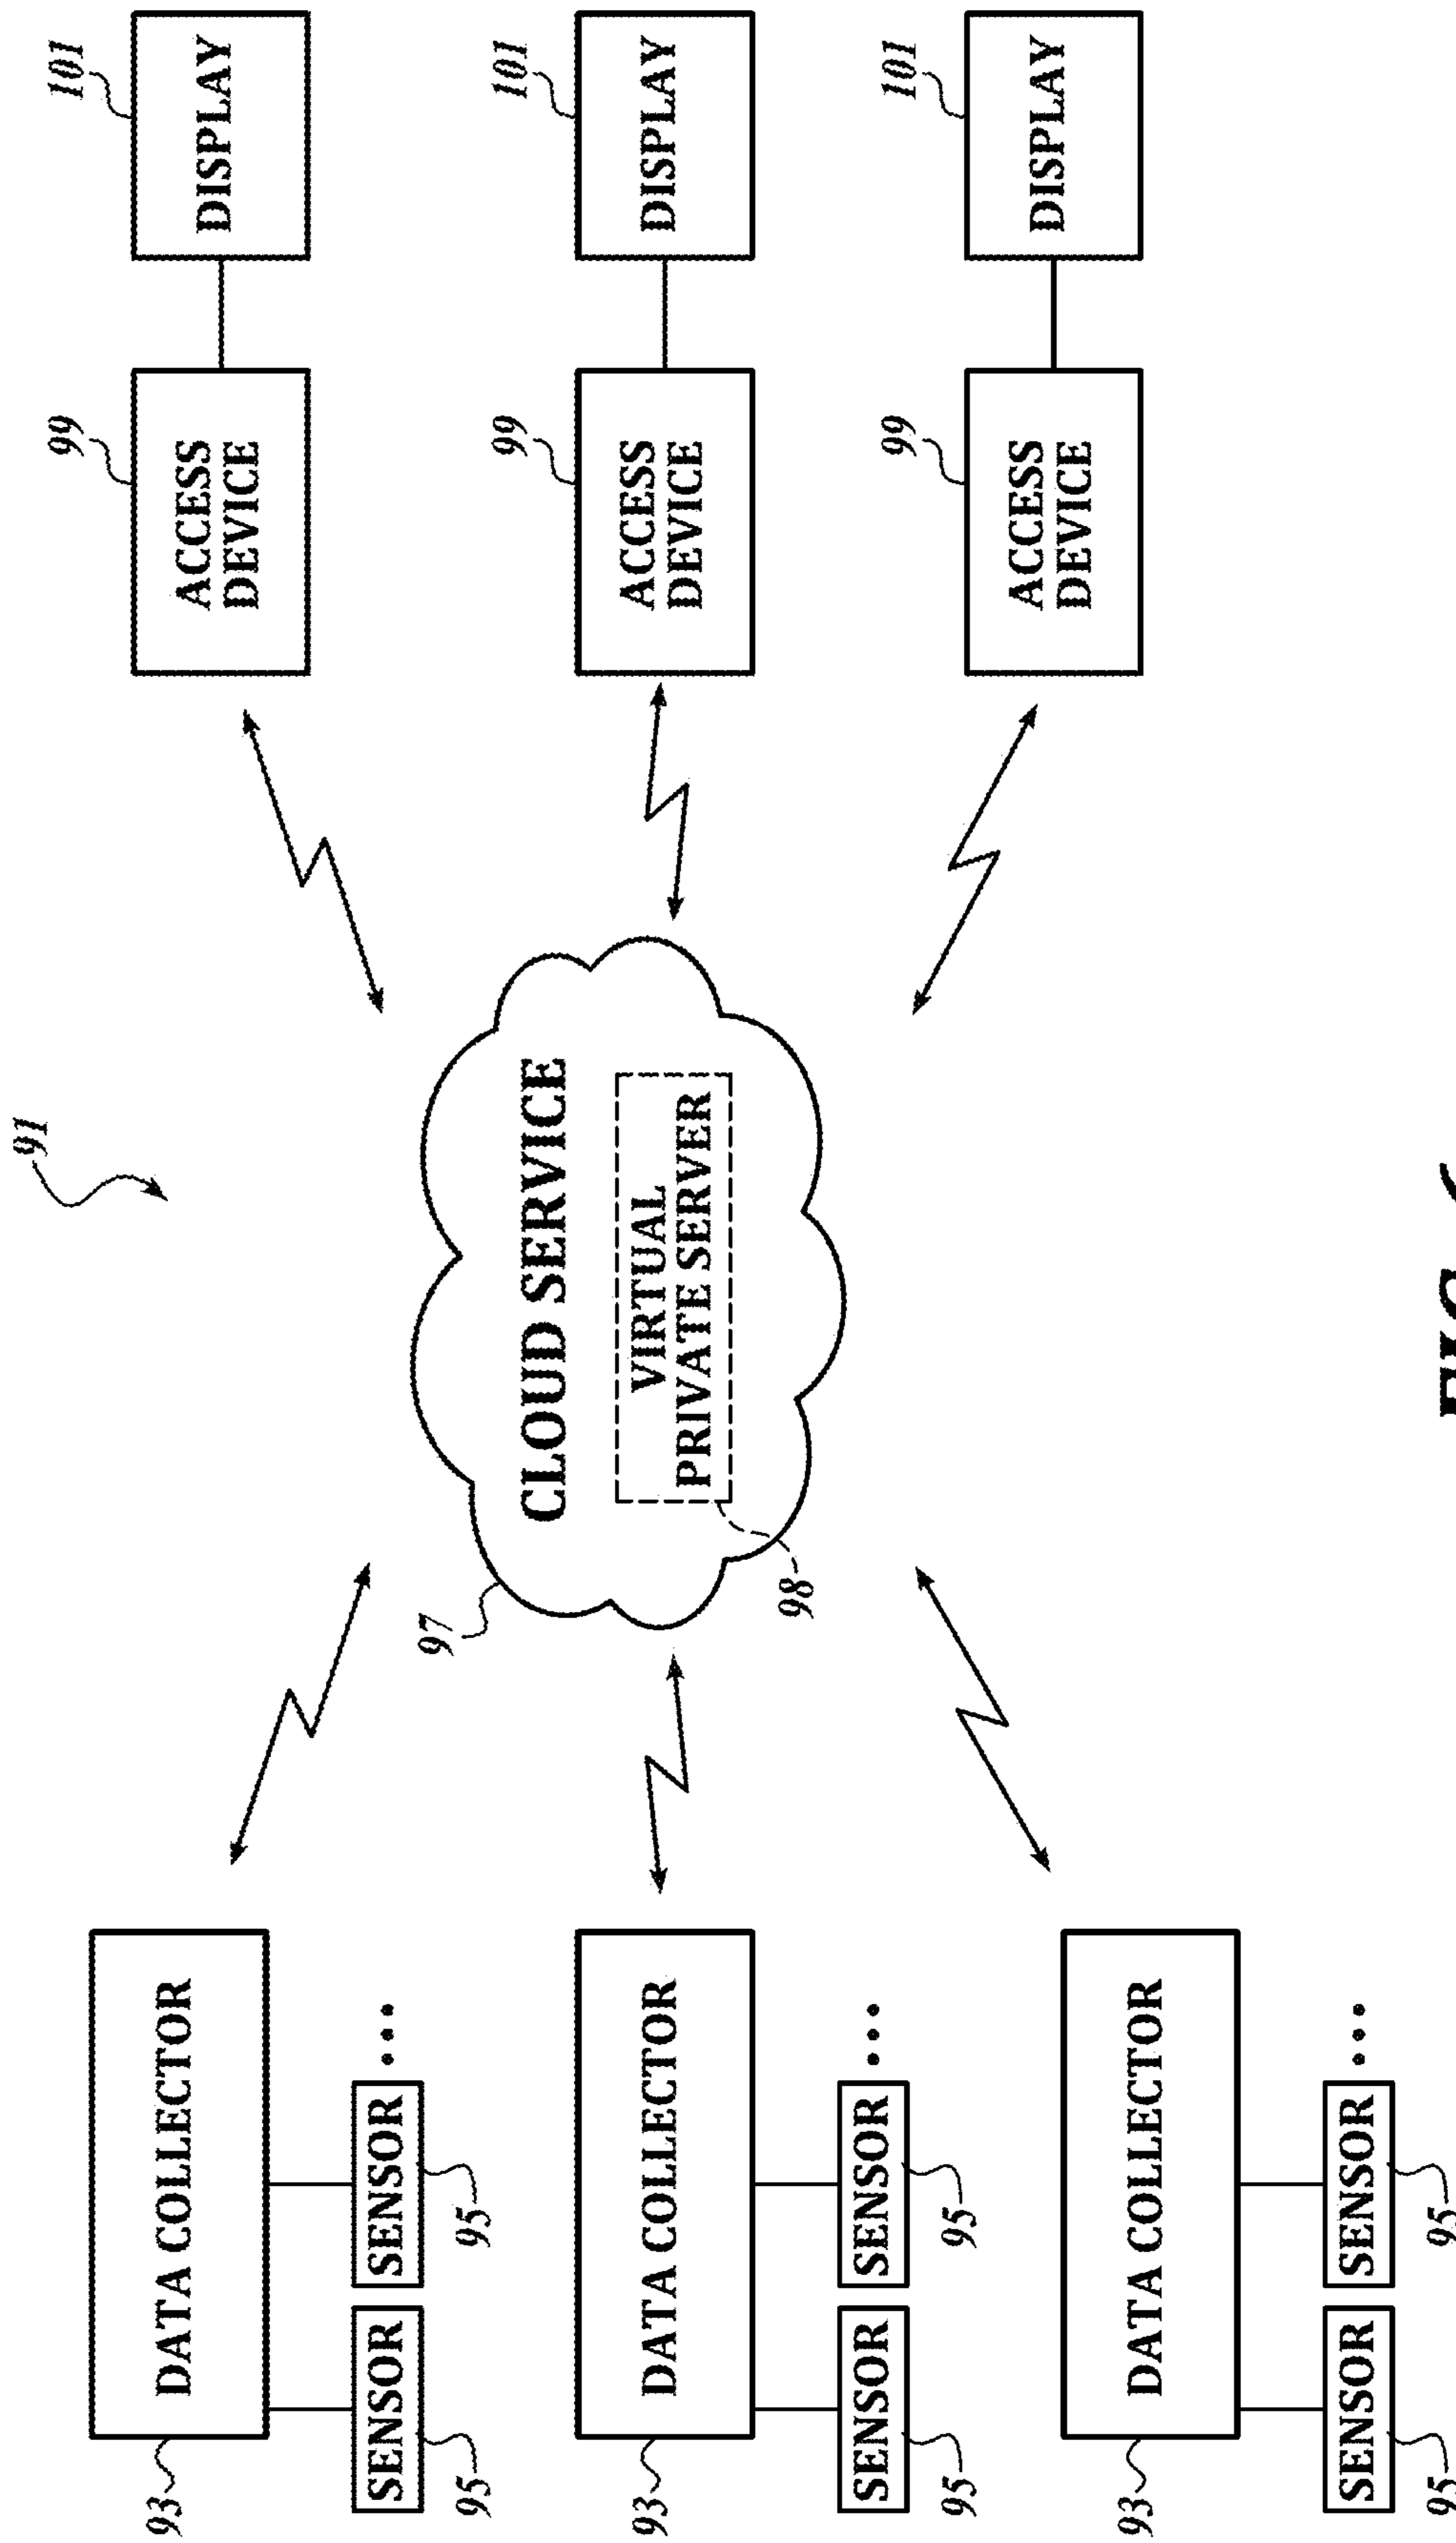 91
93
DATA COLLECTOR
SENSOR
SENSOR
...
95
95
93
DATA COLLECTOR
SENSOR
SENSOR
...
95
95
93
DATA COLLECTOR
SENSOR
SENSOR
...
95
95
97
CLOUD SERVICE
VIRTUAL
PRIVATE SERVER
98
99
ACCESS
DEVICE
101
DISPLAY
99
ACCESS
DEVICE
101
DISPLAY
99
ACCESS
DEVICE
101
DISPLAY